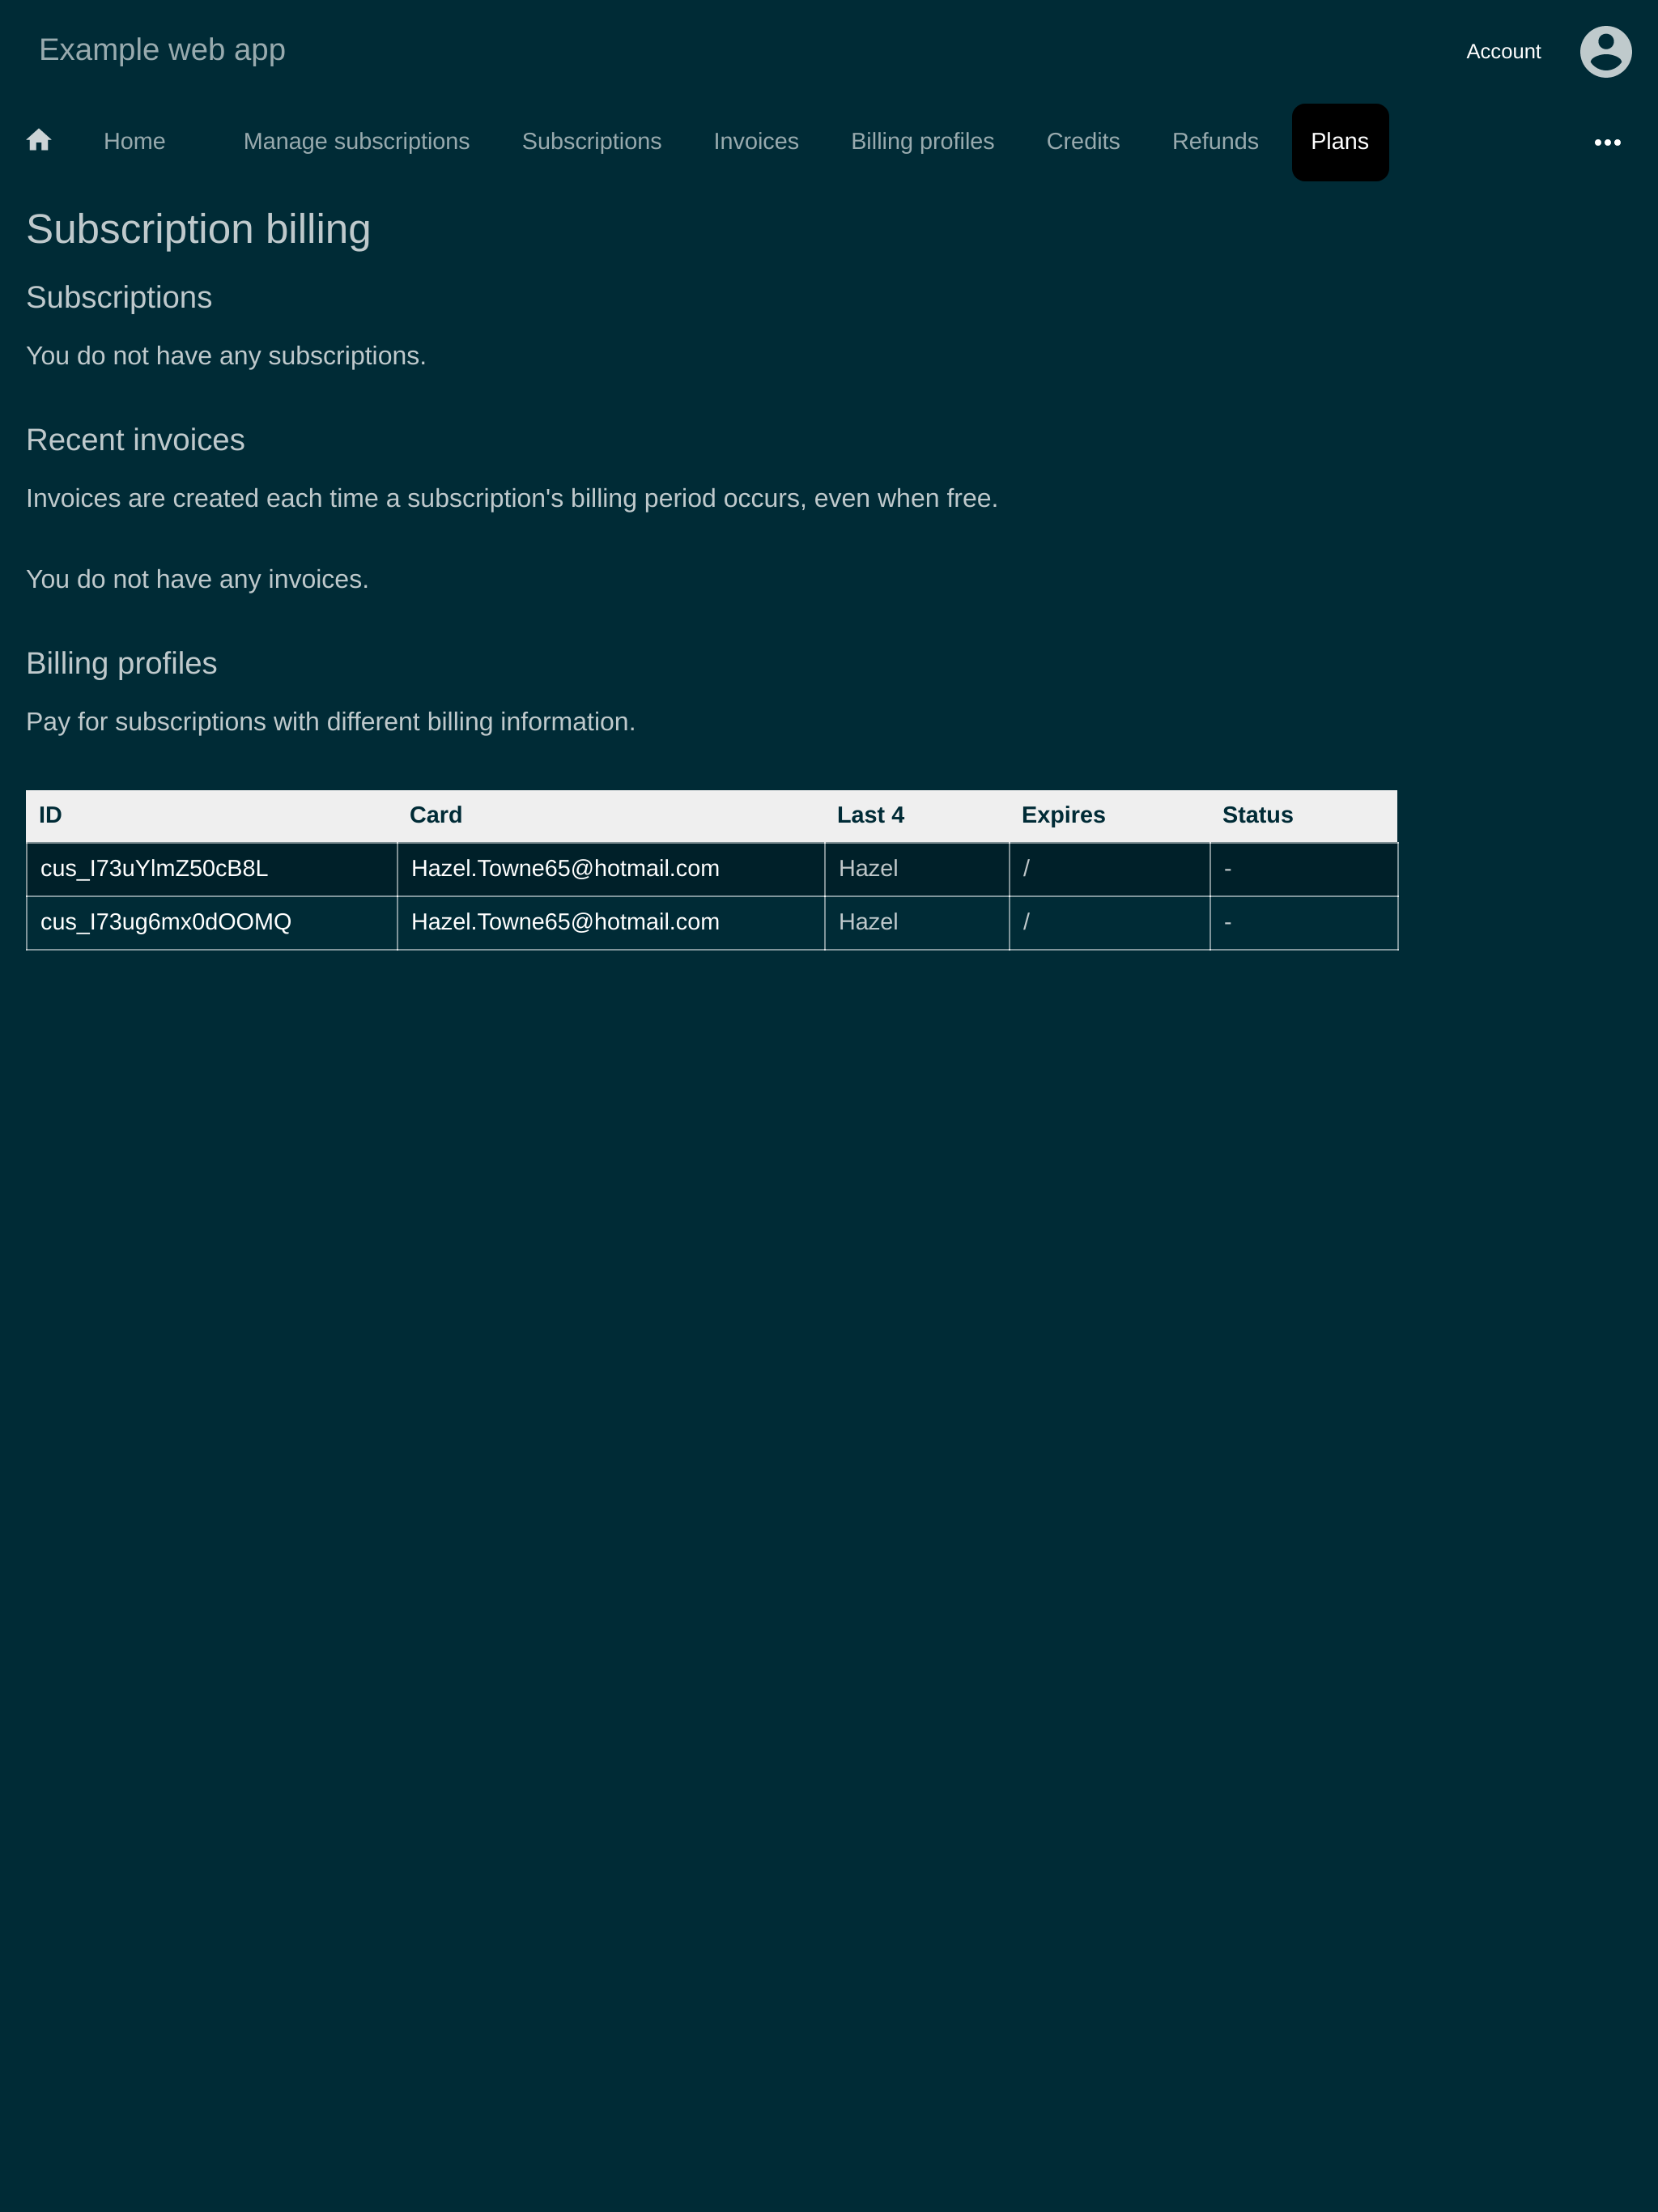 Example web app
Account
Home
Manage subscriptions
Subscriptions
Invoices
Billing profiles
Credits
Refunds
Plans
Subscription billing
Subscriptions
You do not have any subscriptions.
Recent invoices
Invoices are created each time a subscription's billing period occurs, even when free.
You do not have any invoices.
Billing profiles
Pay for subscriptions with different billing information.
ID Card Last 4 Expires Status
cus_I73uYlmZ50cB8L Hazel.Towne65@hotmail.com Hazel / -
cus_I73ug6mx0dOOMQ Hazel.Towne65@hotmail.com Hazel / -